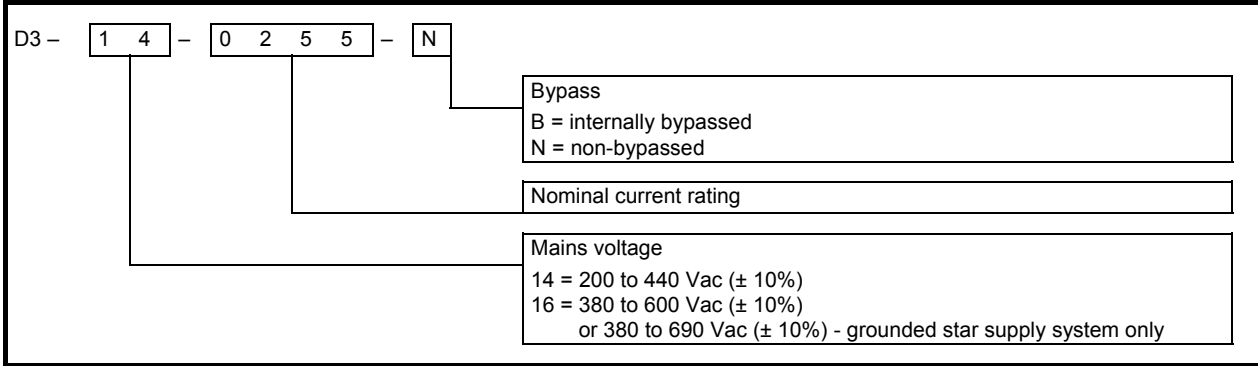 D3 – 1 4 – 0 2 5 5 – N
Bypass
B = internally bypassed
N = non-bypassed
Nominal current rating
Mains voltage
14 = 200 to 440 Vac (± 10%)
16 = 380 to 600 Vac (± 10%)
or 380 to 690 Vac (± 10%) - grounded star supply system only